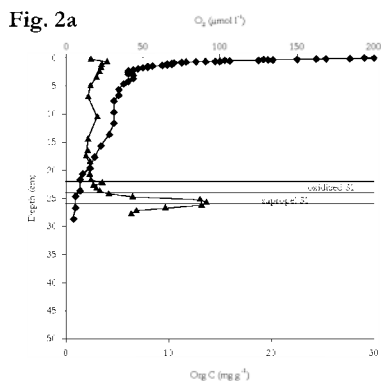 Fig. 2a
O2 (μmol l-1)
0 50 100 150 200
0
5
10
15
20
25
30
35
40
45
50
Depth (cm)
oxidized S1
sapropel S1
0 10 20 30
Org C (mg g-1)